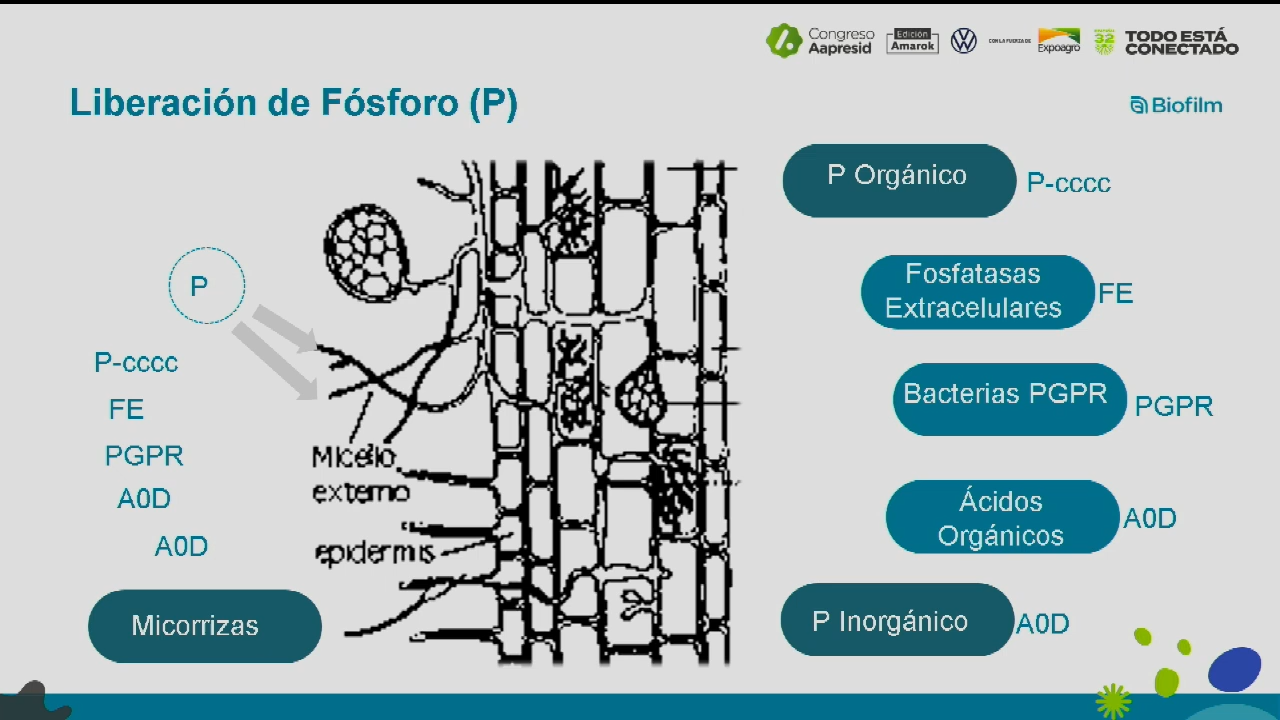 Congreso
Aapresid
Edición
Amarok
CON LA FUERZA DE
Expoagro
32
TODO ESTÁ
CONECTADO
Liberación de Fósforo (P)
Biofilm
P Orgánico
P-cccc
P
Fosfatasas
Extracelulares
FE
P-cccc
FE
PGPR
A0D
A0D
Bacterias PGPR
PGPR
Micelio
externo
epidermis
Ácidos
Orgánicos
A0D
Micorrizas
P Inorgánico
A0D